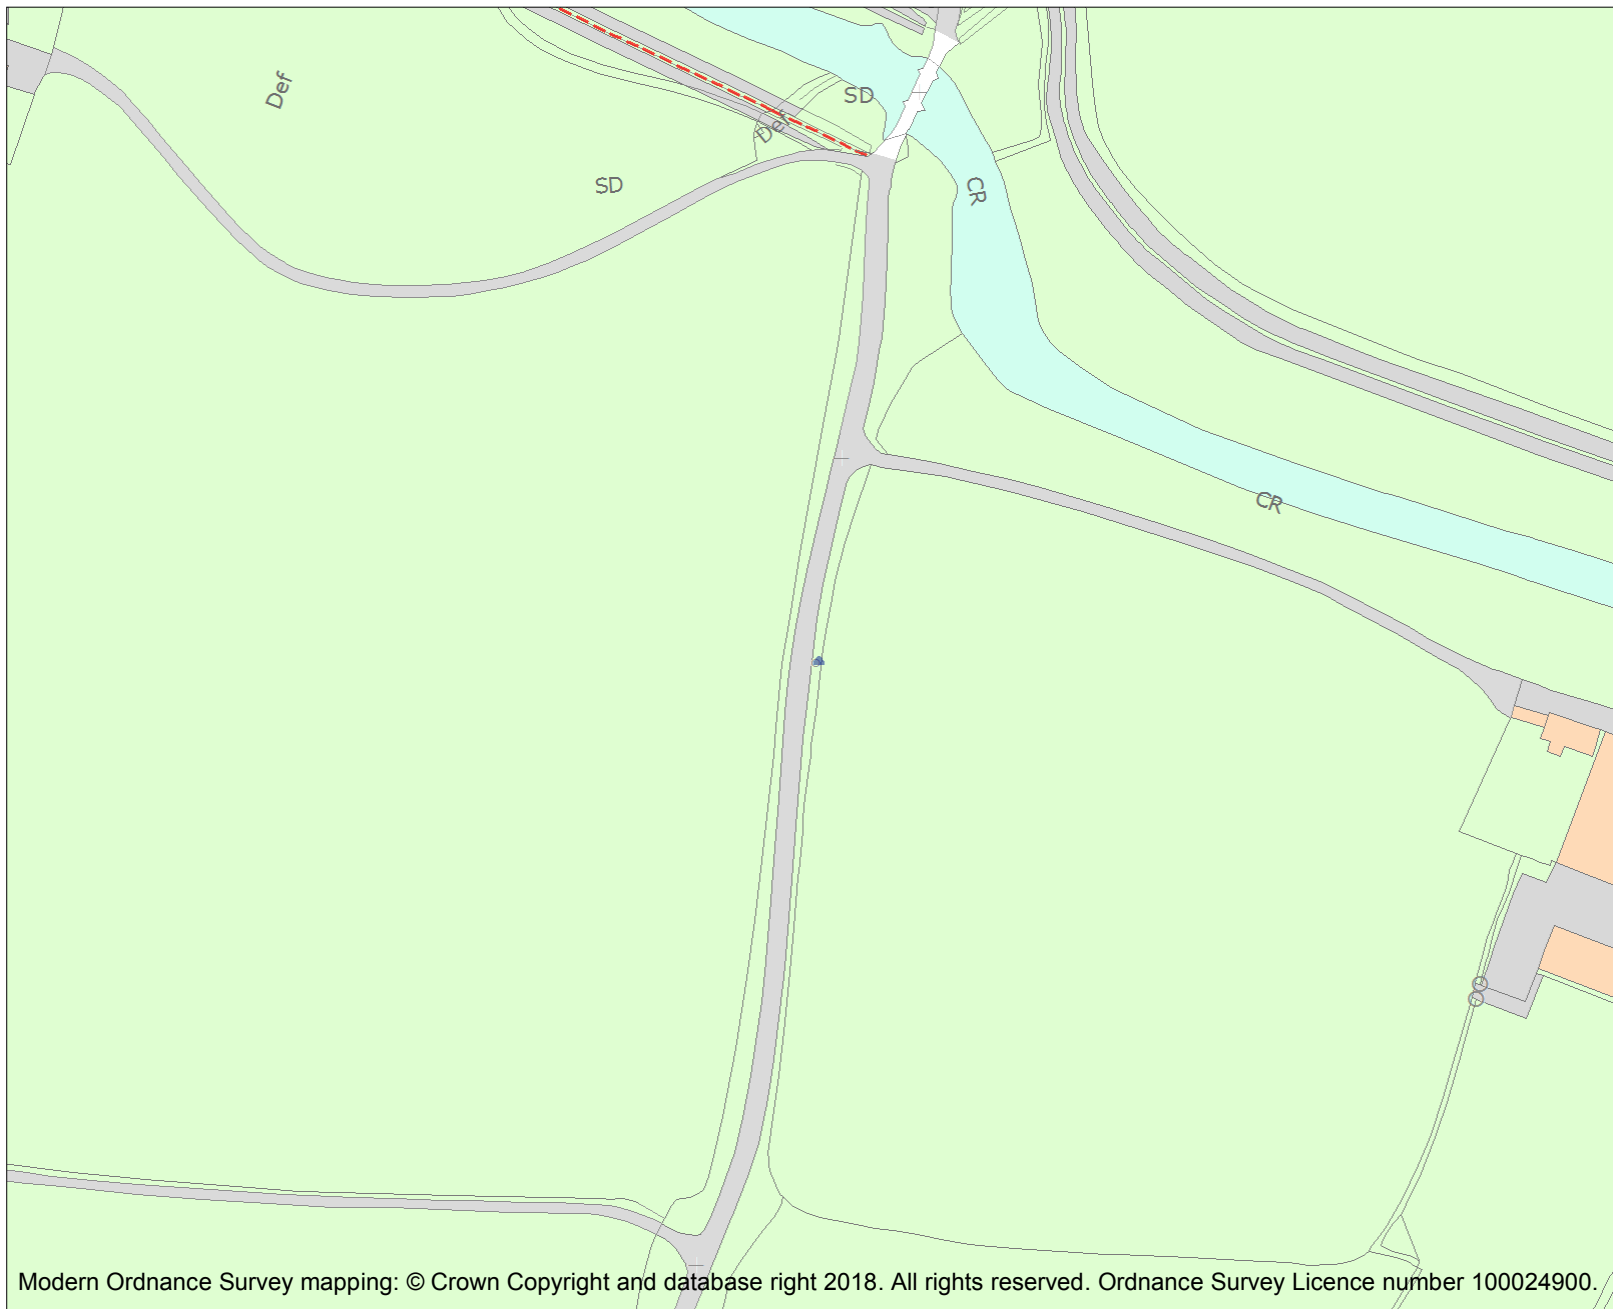 Def
SD
Def
SD
CR
CR
Modern Ordnance Survey mapping: © Crown Copyright and database right 2018. All rights reserved. Ordnance Survey Licence number 100024900.